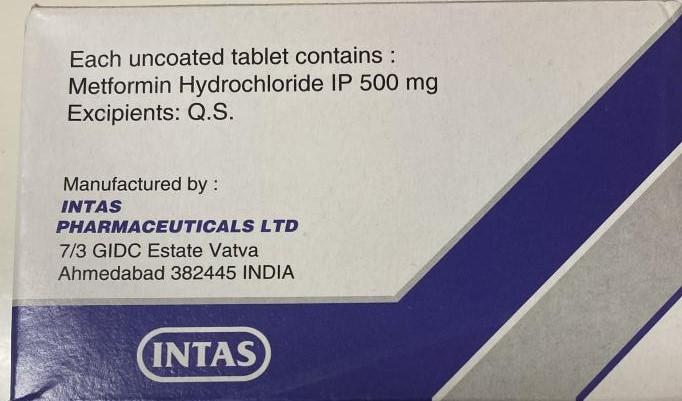 Each uncoated tablet contains :
Metformin Hydrochloride IP 500 mg
Excipients: Q.S.
Manufactured by :
INTAS
PHARMACEUTICALS LTD
7/3 GIDC Estate Vatva
Ahmedabad 382445 INDIA
INTAS